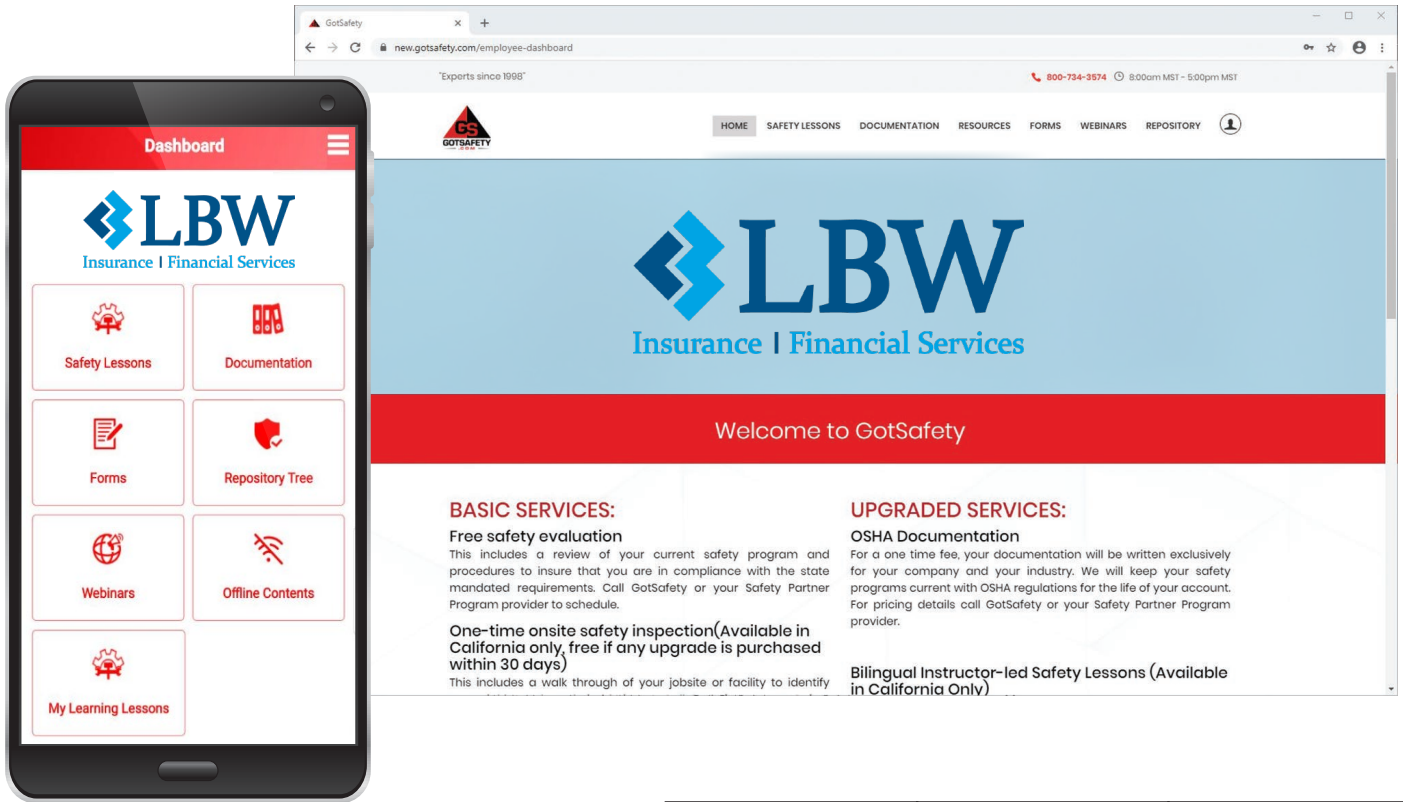 GotSafety
new.gotsafety.com/employee-dashboard
"Experts since 1998"
800-734-3574
8:00am MST - 5:00pm MST
GS
GOTSAFETY
.COM
HOME
SAFETY LESSONS
DOCUMENTATION
RESOURCES
FORMS
WEBINARS
REPOSITORY
LBW
Insurance | Financial Services
Welcome to GotSafety
BASIC SERVICES:
Free safety evaluation
This includes a review of your current safety program and
procedures to insure that you are in compliance with the state
mandated requirements. Call GotSafety or your Safety Partner
Program provider to schedule.
One-time onsite safety inspection(Available in
California only, free if any upgrade is purchased
within 30 days)
This includes a walk through of your jobsite or facility to identify
UPGRADED SERVICES:
OSHA Documentation
For a one time fee, your documentation will be written exclusively
for your company and your industry. We will keep your safety
programs current with OSHA regulations for the life of your account.
For pricing details call GotSafety or your Safety Partner Program
provider.
Bilingual Instructor-led Safety Lessons (Available
in California Only)
Dashboard
LBW
Insurance | Financial Services
Safety Lessons
Documentation
Forms
Repository Tree
Webinars
Offline Contents
My Learning Lessons